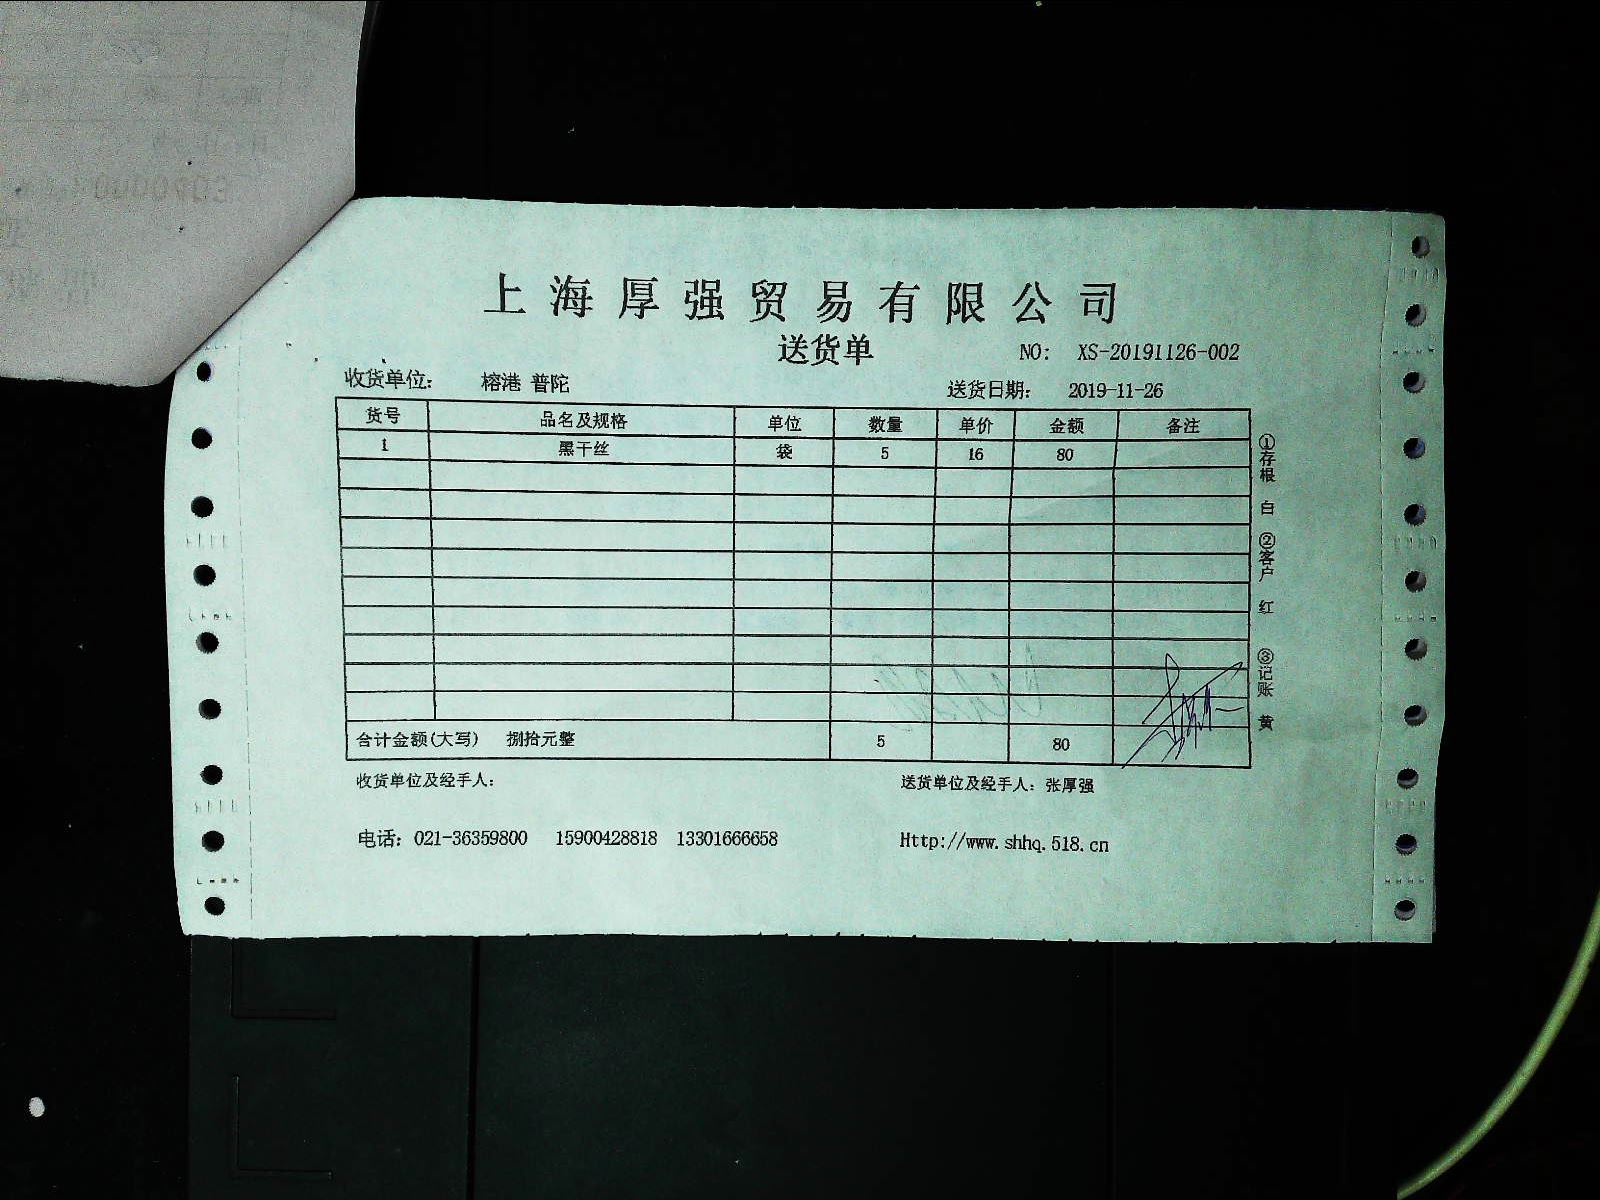 上海厚强贸易有限公司
送货单
NO: XS-20191126-002
收货单位: 榕港 普陀
送货日期: 2019-11-26
货号 品名及规格 单位 数量 单价 金额 备注
1 黑干丝 袋 5 16 80
合计金额(大写) 捌拾元整 5 80
收货单位及经手人:
送货单位及经手人: 张厚强
电话: 021-36359800 15900428818 13301666658
Http://www.shhq.518.cn
①存根 白 ②客户 红 ③记账 黄